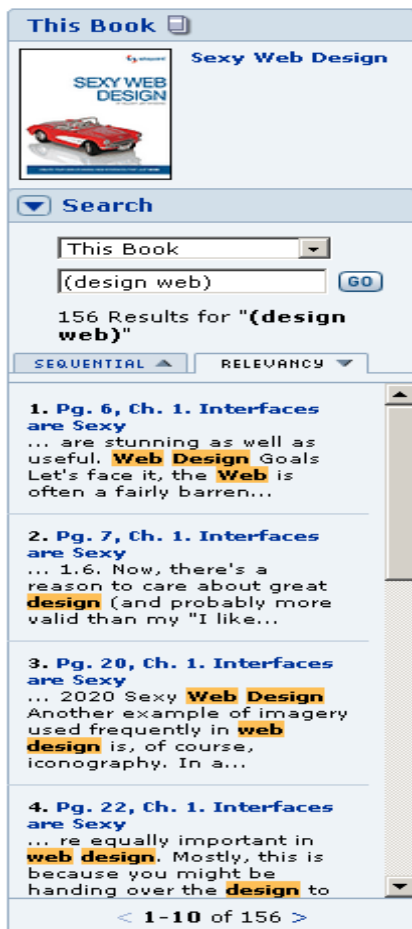 This Book
SEXY WEB
DESIGN
Sexy Web Design
Search
This Book
(design web)
GO
156 Results for "(design
web)"
SEQUENTIAL
RELEVANCY
1. Pg. 6, Ch. 1. Interfaces
are Sexy
... are stunning as well as
useful. Web Design Goals
Let's face it, the Web is
often a fairly barren...
2. Pg. 7, Ch. 1. Interfaces
are Sexy
... 1.6. Now, there's a
reason to care about great
design (and probably more
valid than my "I like...
3. Pg. 20, Ch. 1. Interfaces
are Sexy
... 2020 Sexy Web Design
Another example of imagery
used frequently in web
design is, of course,
iconography. In a...
4. Pg. 22, Ch. 1. Interfaces
are Sexy
... re equally important in
web design. Mostly, this is
because you might be
handing over the design to
< 1-10 of 156 >